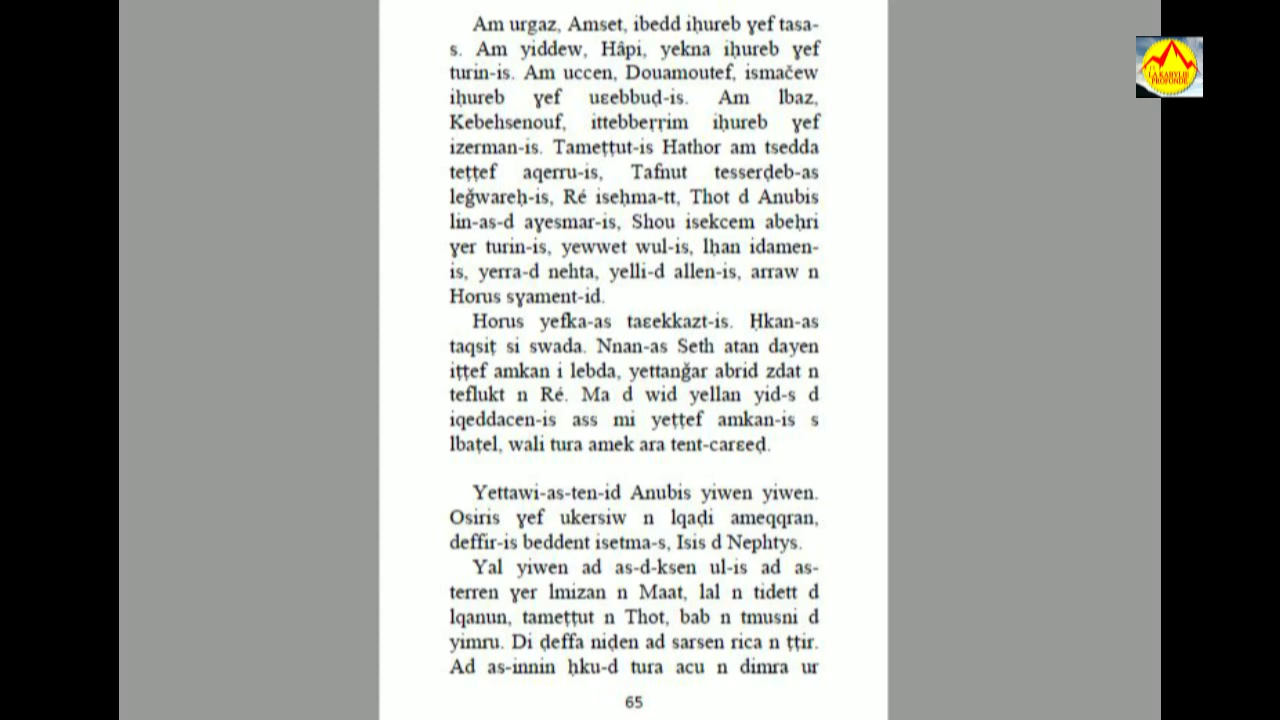 Am urgaz, Amset, ibedd iḥureb ɣef tasa-
s. Am yiddew, Hâpi, yekna iḥureb ɣef
turin-is. Am uccen, Douamoutef, ismačew
iḥureb ɣef uɛebbuḍ-is. Am lbaz,
Kebehsenouf, ittebberṛim iḥureb ɣef
izerman-is. Tameṭṭut-is Hathor am tsedda
teṭṭef aqerru-is, Tafnut tesserḍeb-as
leǧwareḥ-is, Ré iseḥma-tt, Thot d Anubis
lin-as-d aɣesmar-is, Shou isekcem abeḥri
ɣer turin-is, yewwet wul-is, lḥan idamen-
is, yerra-d nehta, yelli-d allen-is, arraw n
Horus sɣament-id.
Horus yefka-as taɛekkazt-is. Ḥkan-as
taqsiṭ si swada. Nnan-as Seth atan dayen
iṭṭef amkan i lebda, yettanǧar abrid zdat n
teflukt n Ré. Ma d wid yellan yid-s d
iqeddacen-is ass mi yeṭṭef amkan-is s
lbaṭel, wali tura amek ara tent-carɛeḍ.
Yettawi-as-ten-id Anubis yiwen yiwen.
Osiris ɣef ukersiw n lqaḍi ameqqran,
deffir-is beddent isetma-s, Isis d Nephtys.
Yal yiwen ad as-d-ksen ul-is ad as-
terren ɣer lmizan n Maat, lal n tidett d
lqanun, tameṭṭut n Thot, bab n tmusni d
yimru. Di ḍeffa niḍen ad sarsen rica n ṭṭir.
Ad as-innin ḥku-d tura acu n dimra ur
65
LA KABYLIE
PROFONDE